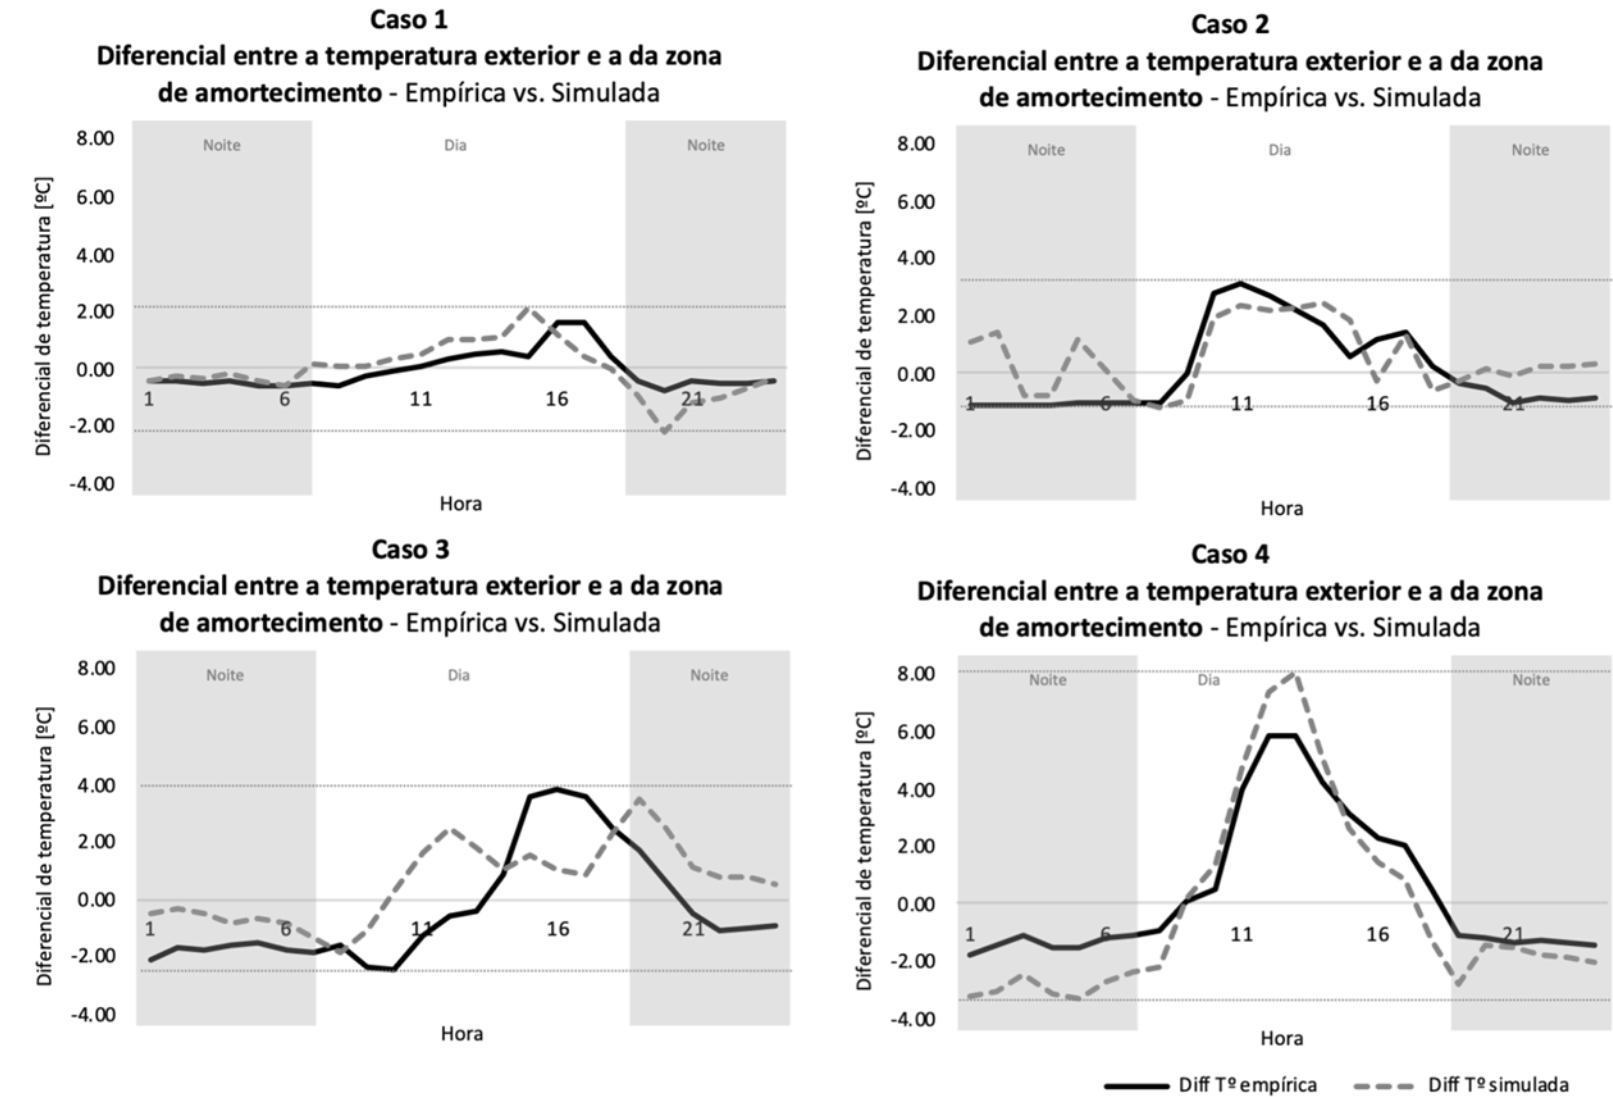 Caso 1
Diferencial entre a temperatura exterior e a da zona
de amortecimento - Empírica vs. Simulada
Diferencial de temperatura [ºC]
8.00
6.00
4.00
2.00
0.00
-2.00
-4.00
Noite
Dia
Noite
1 6 11 16 21
Hora
Caso 2
Diferencial entre a temperatura exterior e a da zona
de amortecimento - Empírica vs. Simulada
Diferencial de temperatura [ºC]
8.00
6.00
4.00
2.00
0.00
-2.00
-4.00
Noite
Dia
Noite
1 6 11 16 21
Hora
Caso 3
Diferencial entre a temperatura exterior e a da zona
de amortecimento - Empírica vs. Simulada
Diferencial de temperatura [ºC]
8.00
6.00
4.00
2.00
0.00
-2.00
-4.00
Noite
Dia
Noite
1 6 11 16 21
Hora
Caso 4
Diferencial entre a temperatura exterior e a da zona
de amortecimento - Empírica vs. Simulada
Diferencial de temperatura [ºC]
8.00
6.00
4.00
2.00
0.00
-2.00
-4.00
Noite
Dia
Noite
1 6 11 16 21
Hora
Diff Tº empírica
Diff Tº simulada